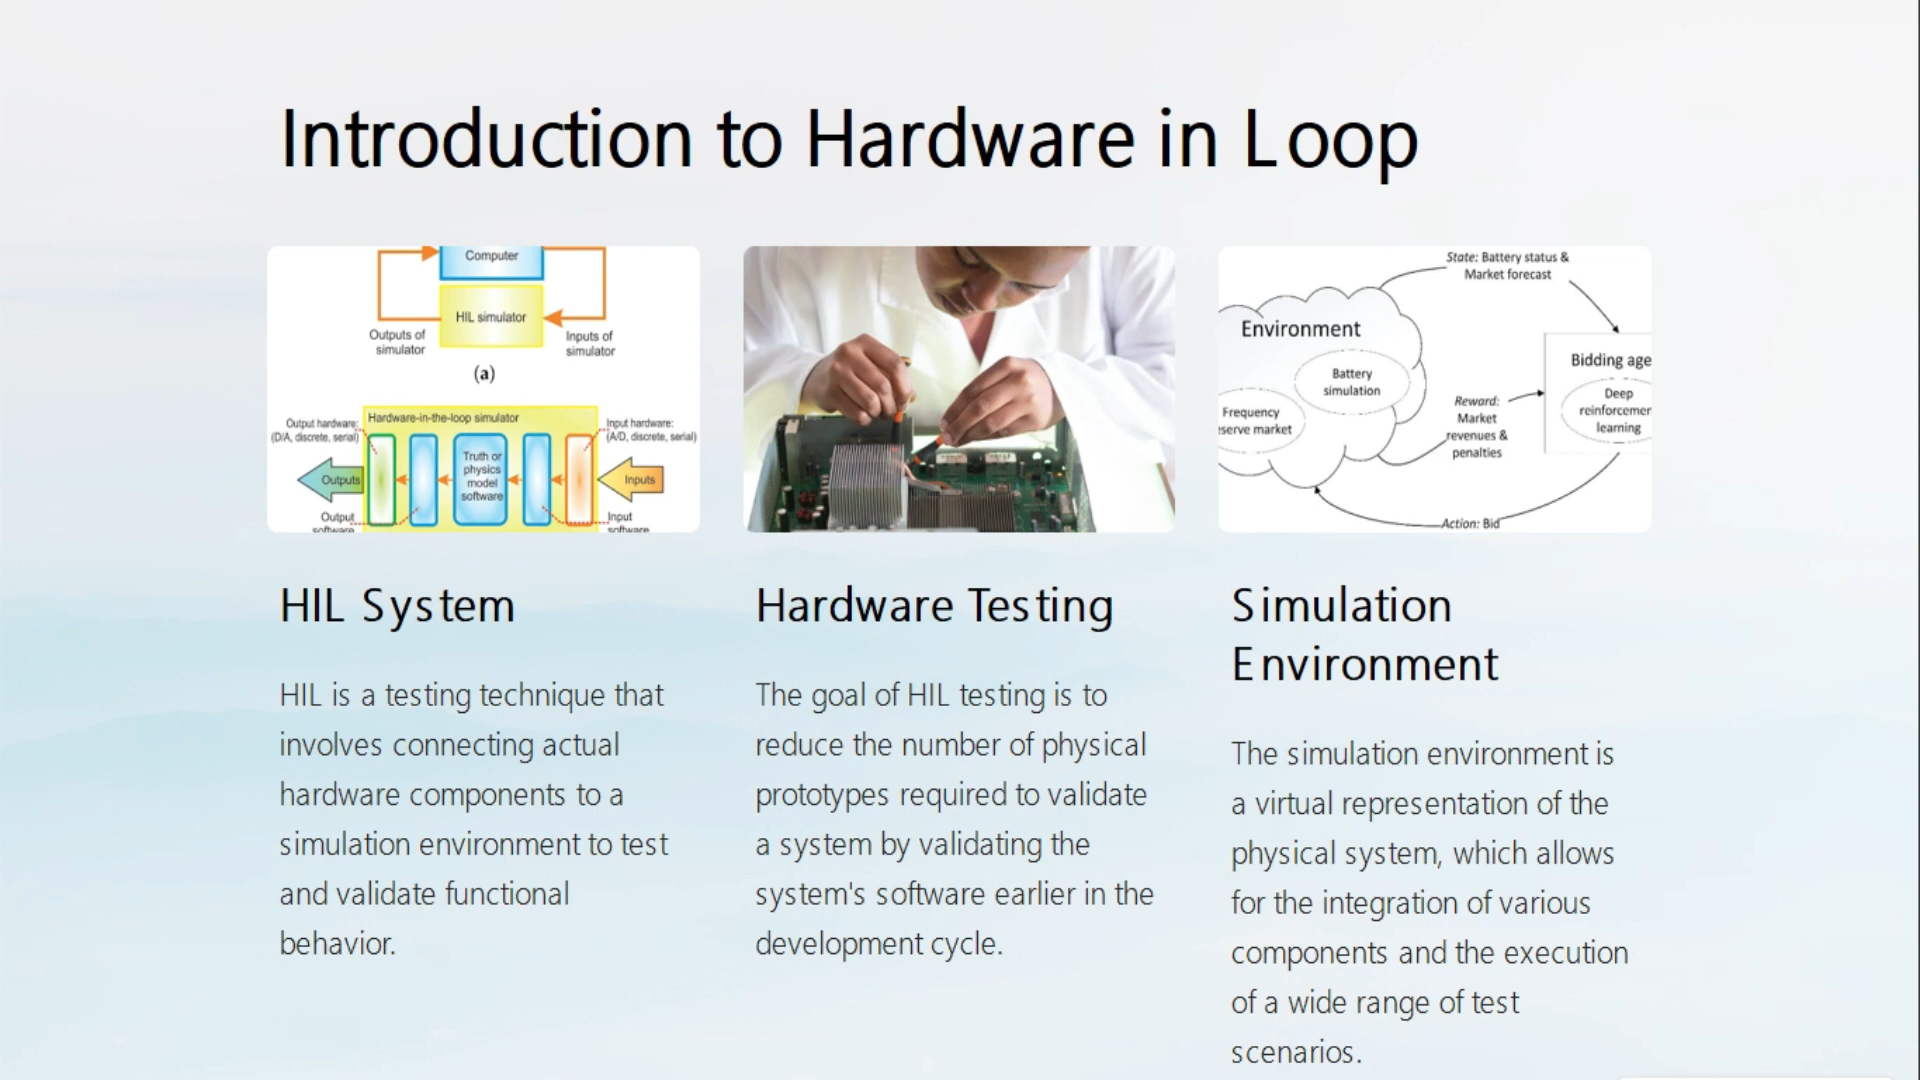 Introduction to Hardware in Loop
Computer
HIL simulator
Outputs of
simulator
Inputs of
simulator
(a)
Output hardware:
(D/A, discrete, serial)
Hardware-in-the-loop simulator
Input hardware:
(A/D, discrete, serial)
Truth or
physics
model
software
Outputs
Inputs
Output
software
Input
software
State: Battery status &
Market forecast
Environment
Battery
simulation
Frequency
eserve market
Reward:
Market
revenues &
penalties
Bidding age
Deep
reinforcemer
learning
Action: Bid
HIL System
HIL is a testing technique that
involves connecting actual
hardware components to a
simulation environment to test
and validate functional
behavior.
Hardware Testing
The goal of HIL testing is to
reduce the number of physical
prototypes required to validate
a system by validating the
system's software earlier in the
development cycle.
Simulation
Environment
The simulation environment is
a virtual representation of the
physical system, which allows
for the integration of various
components and the execution
of a wide range of test
scenarios.